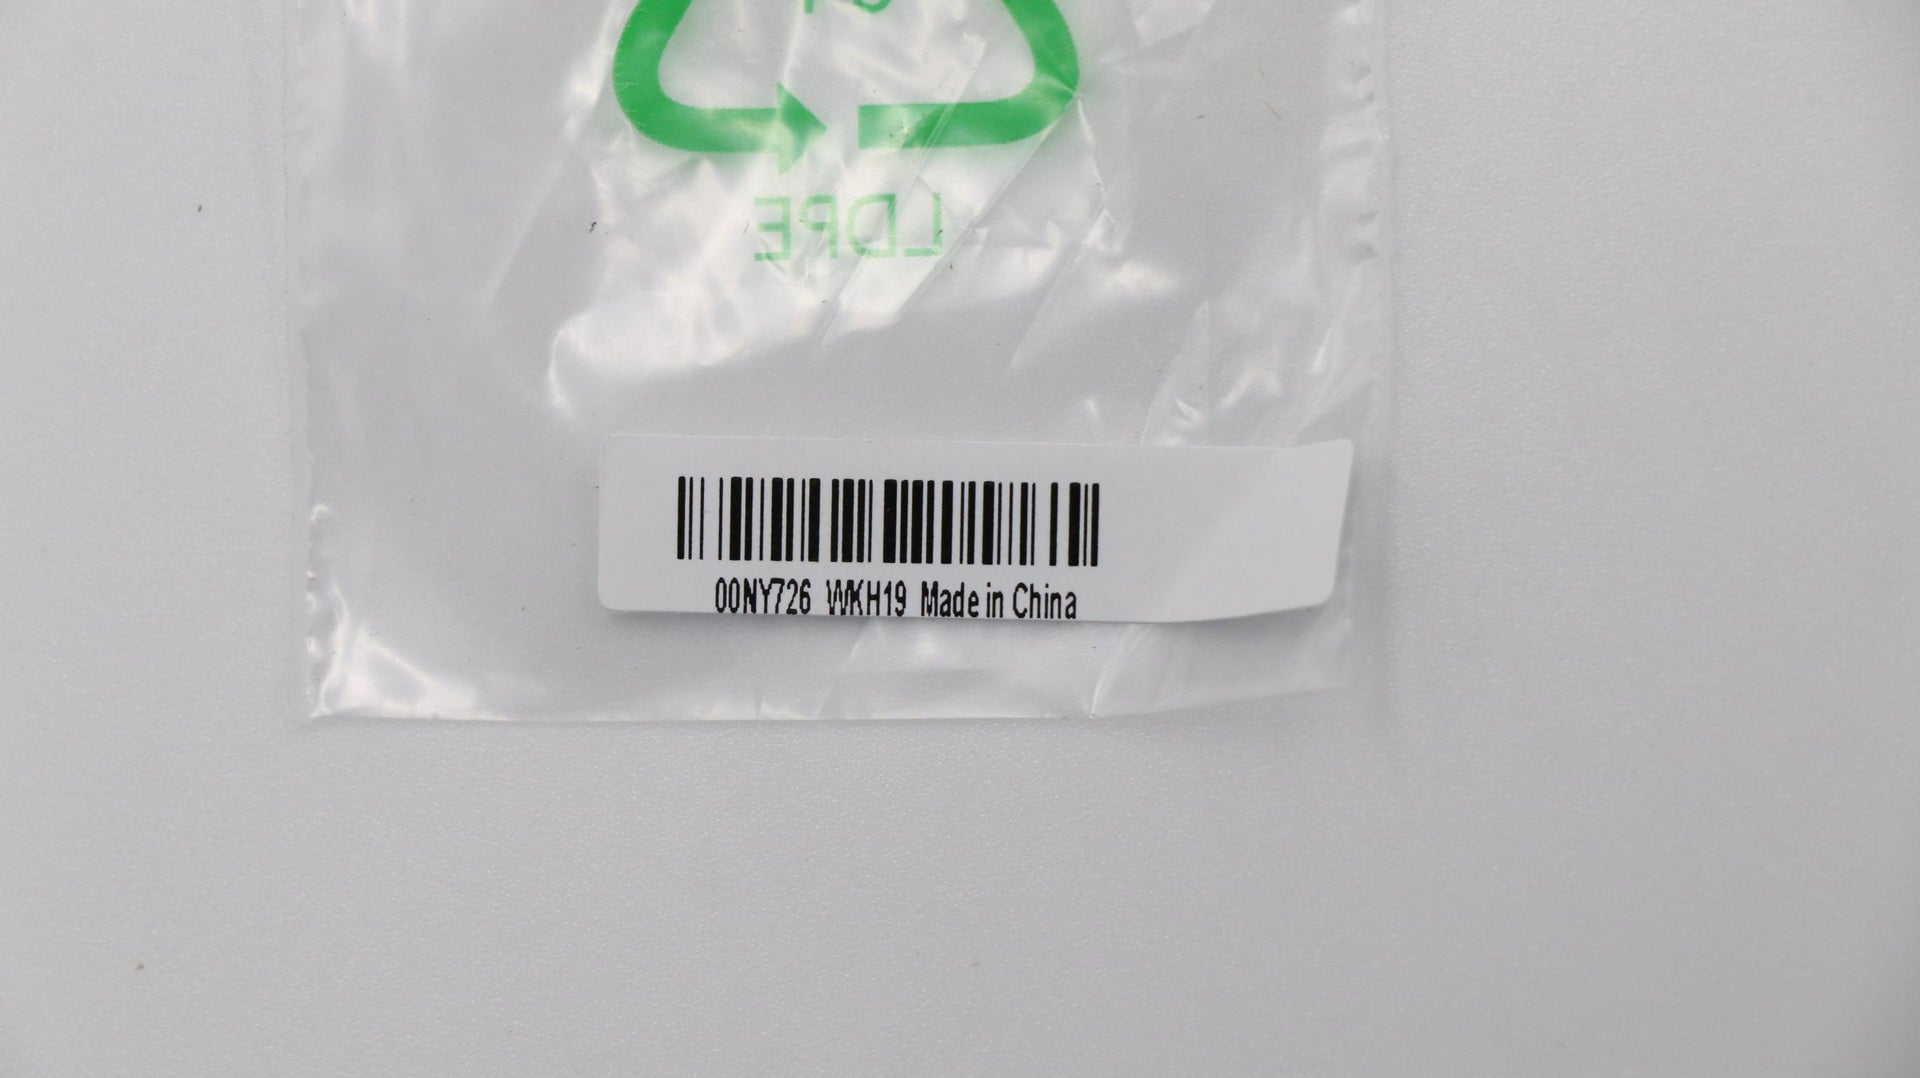 LDPE
00NY726 WKH19 Made in China